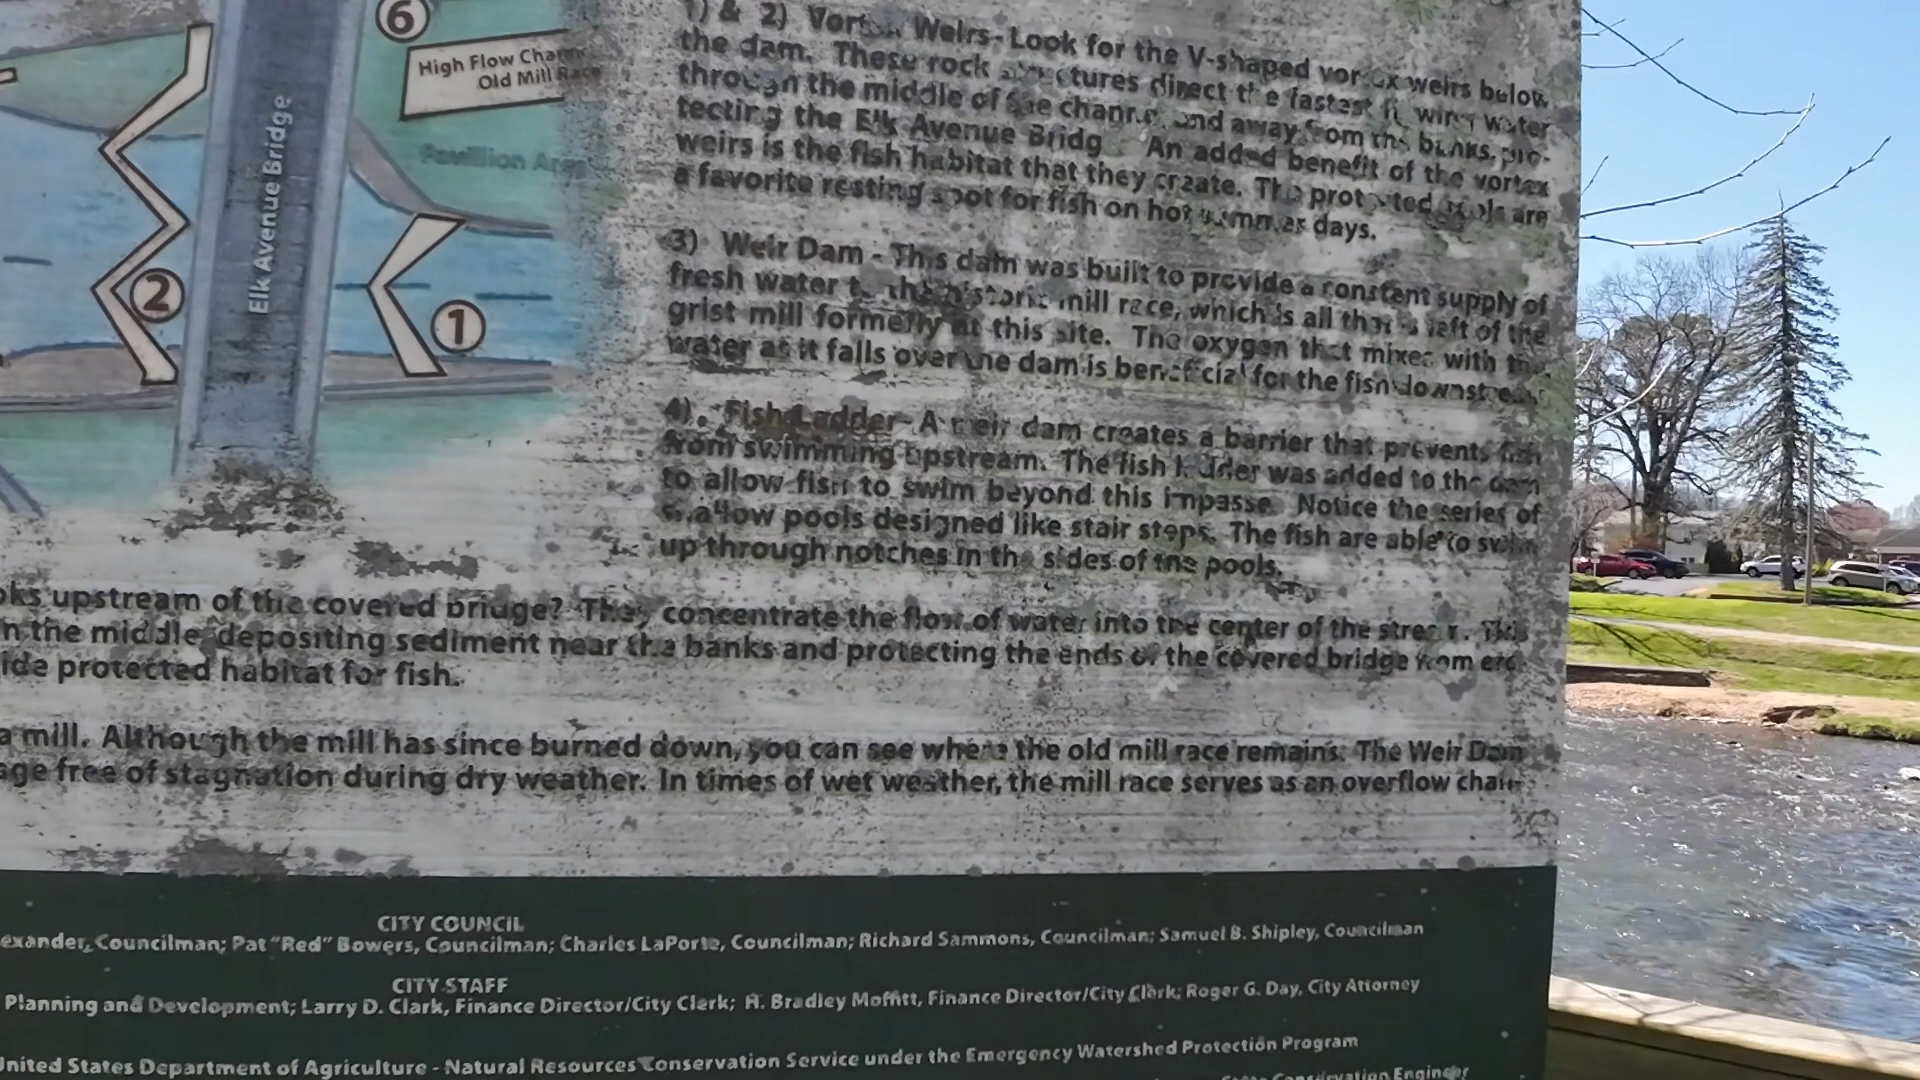 6
High Flow Chan
Old Mill Race
Pavillion Area
Elk Avenue Bridge
2
1
1) & 2) Vortex Weirs - Look for the V-shaped vortex weirs below
the dam. These rock structures direct the fastest flowing water
through the middle of the channel and away from the banks, pro-
tecting the Elk Avenue Bridg An added benefit of the vortex
weirs is the fish habitat that they create. The protected pools are
a favorite resting spot for fish on hot summer days.
3) Weir Dam - This dam was built to provide a constant supply of
fresh water to the historic mill race, which is all that is left of the
grist mill formerly at this site. The oxygen that mixes with the
water as it falls over the dam is beneficial for the fish downstream.
4). Fish Ladder - A weir dam creates a barrier that prevents fish
from swimming upstream. The fish ladder was added to the dam
to allow fish to swim beyond this impasse. Notice the series of
shallow pools designed like stair steps. The fish are able to swim
up through notches in the sides of the pools.
ks upstream of the covered bridge? They concentrate the flow of water into the center of the stream. This
n the middle, depositing sediment near the banks and protecting the ends of the covered bridge from ero-
ide protected habitat for fish.
a mill. Although the mill has since burned down, you can see where the old mill race remains. The Weir Dam
age free of stagnation during dry weather. In times of wet weather, the mill race serves as an overflow chan-
CITY COUNCIL
exander, Councilman; Pat "Red" Bowers, Councilman; Charles LaPorte, Councilman; Richard Sammons, Councilman; Samuel B. Shipley, Councilman
CITY STAFF
Planning and Development; Larry D. Clark, Finance Director/City Clerk; H. Bradley Moffitt, Finance Director/City Clerk; Roger G. Day, City Attorney
United States Department of Agriculture - Natural Resources Conservation Service under the Emergency Watershed Protection Program
State Conservation Engineer